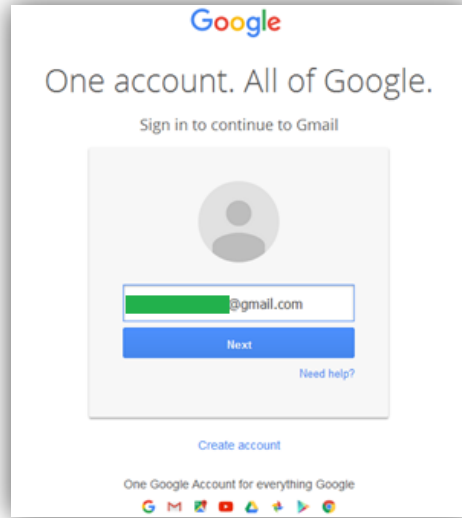 Google
One account. All of Google.
Sign in to continue to Gmail
@gmail.com
Next
Need help?
Create account
One Google Account for everything Google